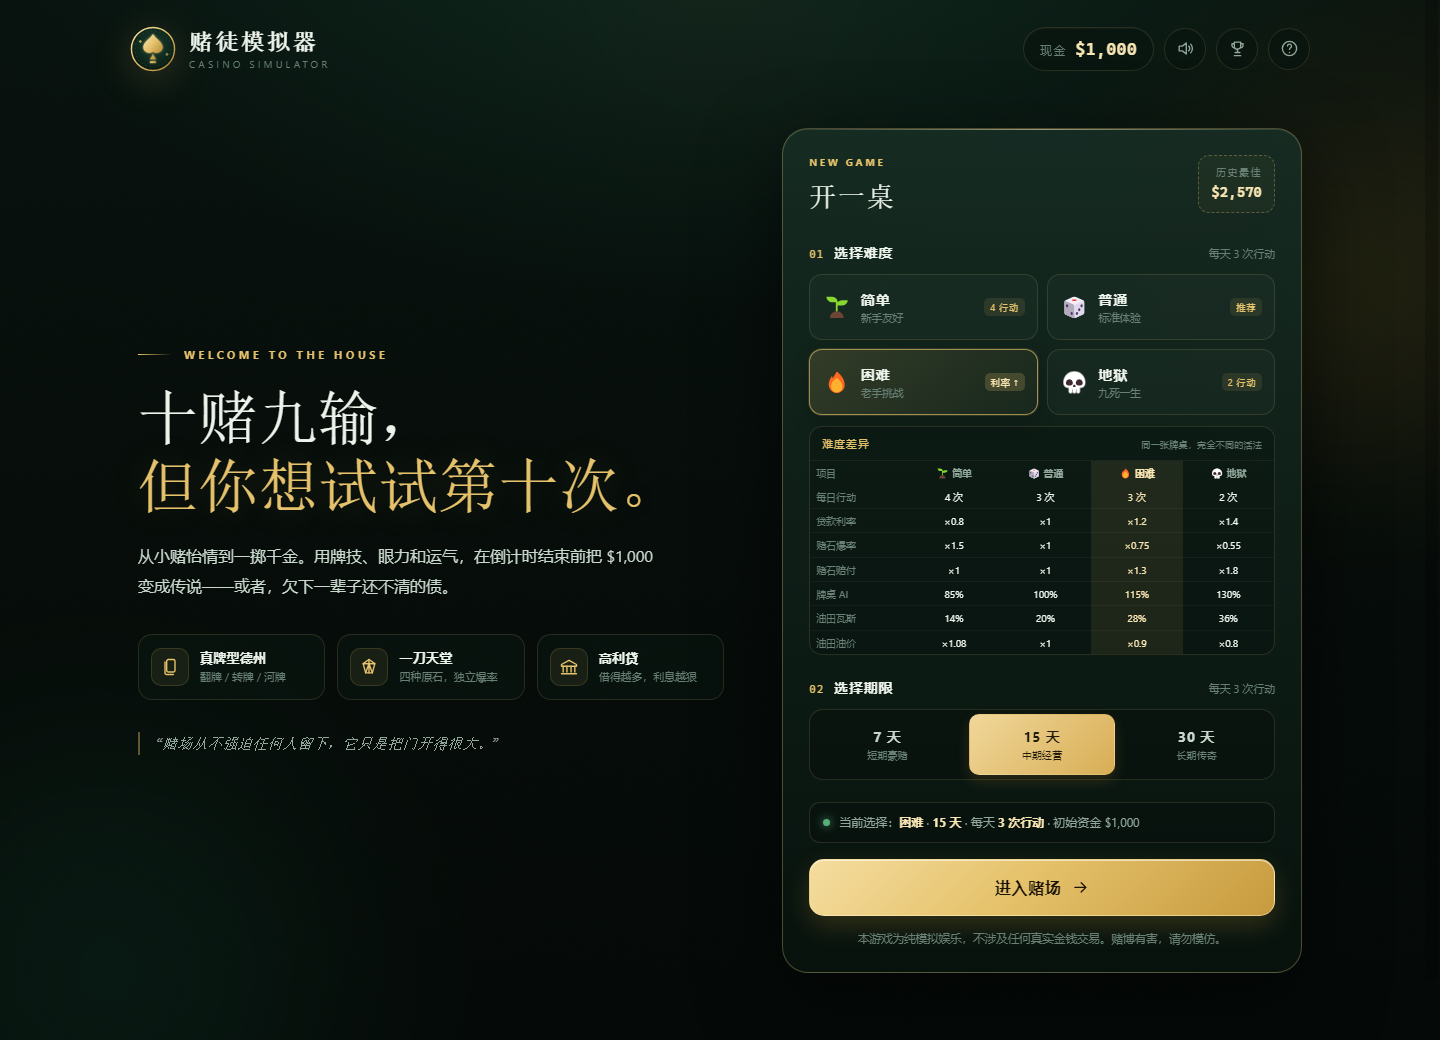 赌徒模拟器
CASINO SIMULATOR
现金 $1,000
WELCOME TO THE HOUSE
十赌九输，
但你想试试第十次。
从小赌怡情到一掷千金。用牌技、眼力和运气，在倒计时结束前把 $1,000
变成传说——或者，欠下一辈子还不清的债。
真牌型德州
翻牌 / 转牌 / 河牌
一刀天堂
四种原石，独立爆率
高利贷
借得越多，利息越狠
“赌场从不强迫任何人留下，它只是把门开得很大。”
NEW GAME
开一桌
历史最佳
$2,570
01 选择难度 每天 3 次行动
简单
新手友好
4 行动
普通
标准体验
推荐
困难
老手挑战
利率 ↑
地狱
九死一生
2 行动
难度差异 同一张牌桌，完全不同的活法
项目 简单 普通 困难 地狱
每日行动 4 次 3 次 3 次 2 次
贷款利率 ×0.8 ×1 ×1.2 ×1.4
赌石爆率 ×1.5 ×1 ×0.75 ×0.55
赌石赔付 ×1 ×1 ×1.3 ×1.8
牌桌 AI 85% 100% 115% 130%
油田瓦斯 14% 20% 28% 36%
油田油价 ×1.08 ×1 ×0.9 ×0.8
02 选择期限 每天 3 次行动
7 天
短期豪赌
15 天
中期经营
30 天
长期传奇
当前选择：困难 · 15 天 · 每天 3 次行动 · 初始资金 $1,000
进入赌场 →
本游戏为纯模拟娱乐，不涉及任何真实金钱交易。赌博有害，请勿模仿。